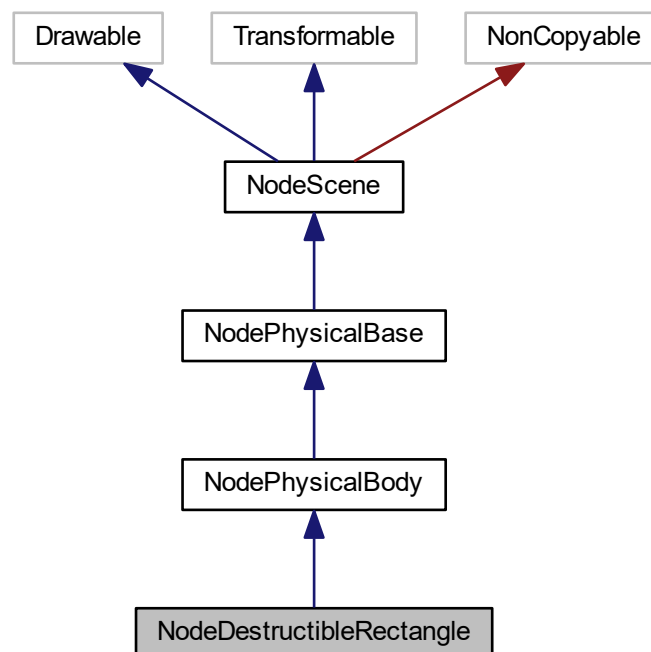 Drawable
Transformable
NonCopyable
NodeScene
NodePhysicalBase
NodePhysicalBody
NodeDestructibleRectangle